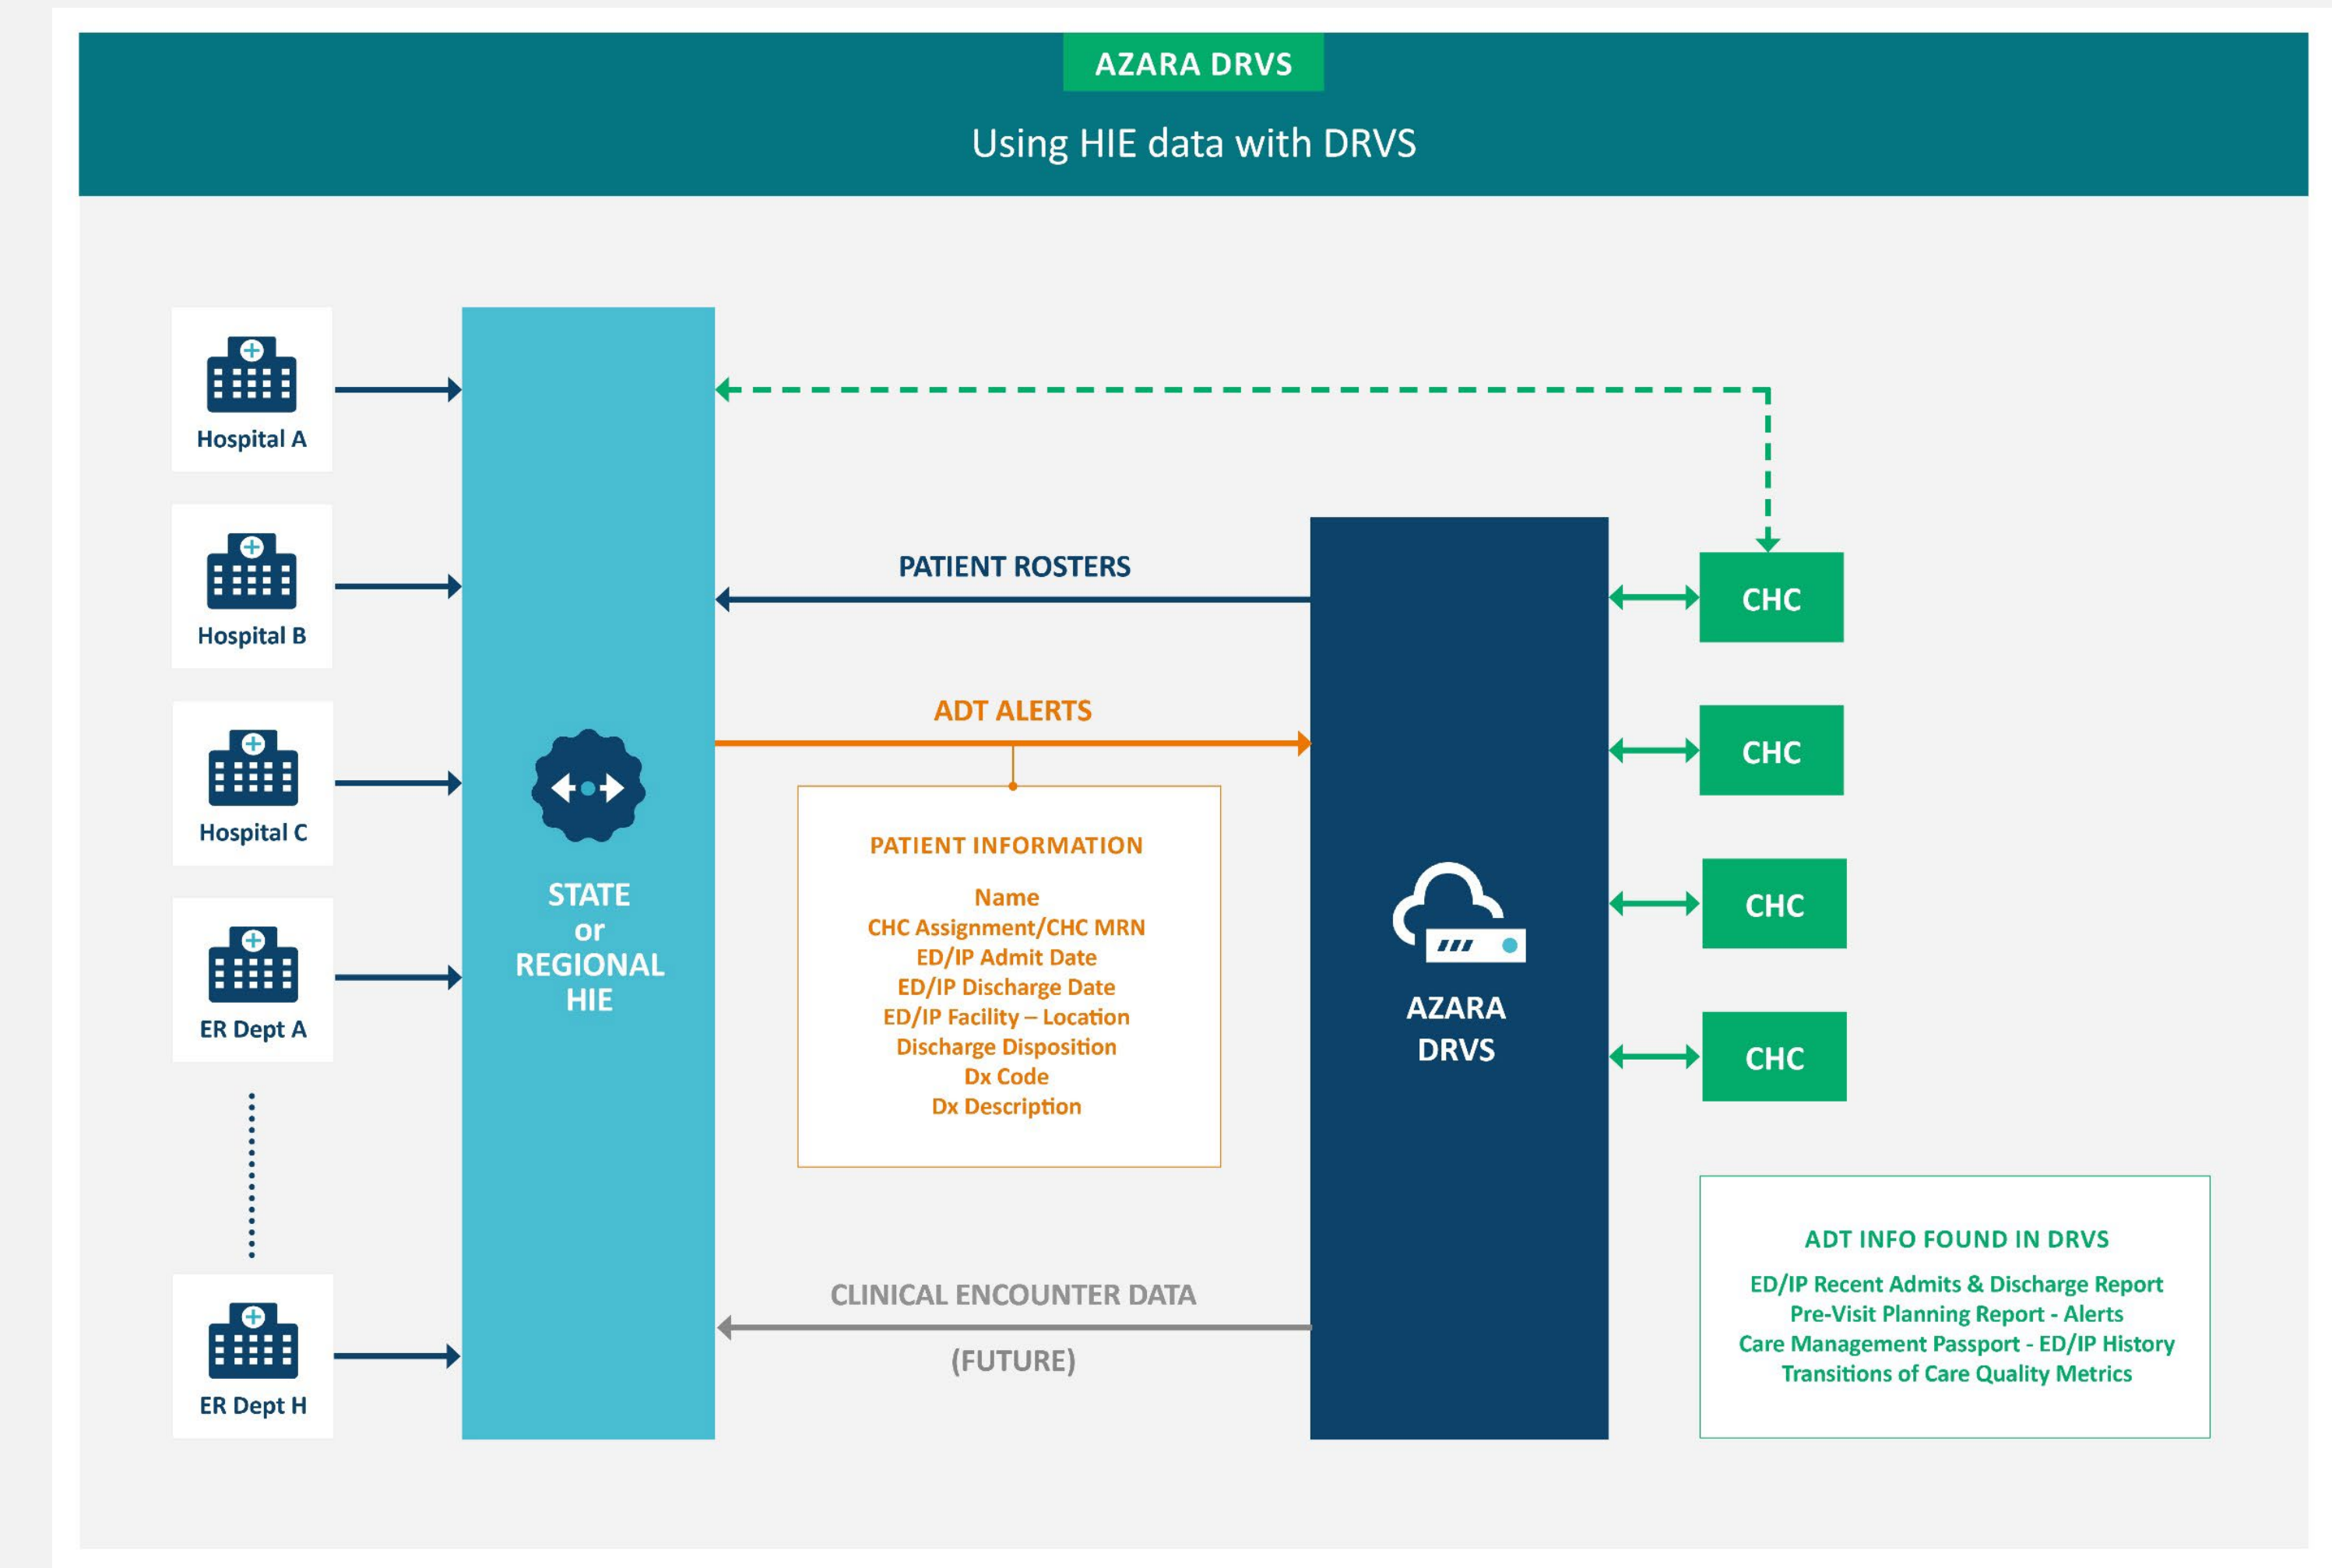 AZARA DRVS
Using HIE data with DRVS
Hospital A
Hospital B
Hospital C
ER Dept A
ER Dept H
STATE
or
REGIONAL
HIE
PATIENT ROSTERS
ADT ALERTS
PATIENT INFORMATION
Name
CHC Assignment/CHC MRN
ED/IP Admit Date
ED/IP Discharge Date
ED/IP Facility – Location
Discharge Disposition
Dx Code
Dx Description
CLINICAL ENCOUNTER DATA
(FUTURE)
AZARA
DRVS
CHC
CHC
CHC
CHC
ADT INFO FOUND IN DRVS
ED/IP Recent Admits & Discharge Report
Pre-Visit Planning Report - Alerts
Care Management Passport - ED/IP History
Transitions of Care Quality Metrics